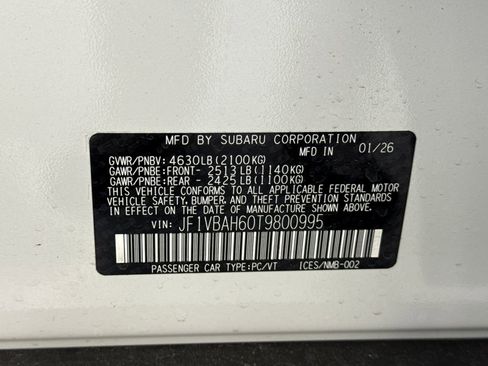 MFD BY SUBARU CORPORATION
GVWR/PNBV: 4630LB(2100KG) MFD IN 01/26
GAWR/PNBE:FRONT- 2513LB(1140KG)
GAWR/PNBE:REAR - 2425LB(1100KG)
THIS VEHICLE CONFORMS TO ALL APPLICABLE FEDERAL MOTOR
VEHICLE SAFETY, BUMPER, AND THEFT PREVENTION STANDARDS
IN EFFECT ON THE DATE OF MANUFACTURE SHOWN ABOVE.
VIN: JF1VBAH60T9800995
PASSENGER CAR TYPE:PC/VT ICES/NMB-002